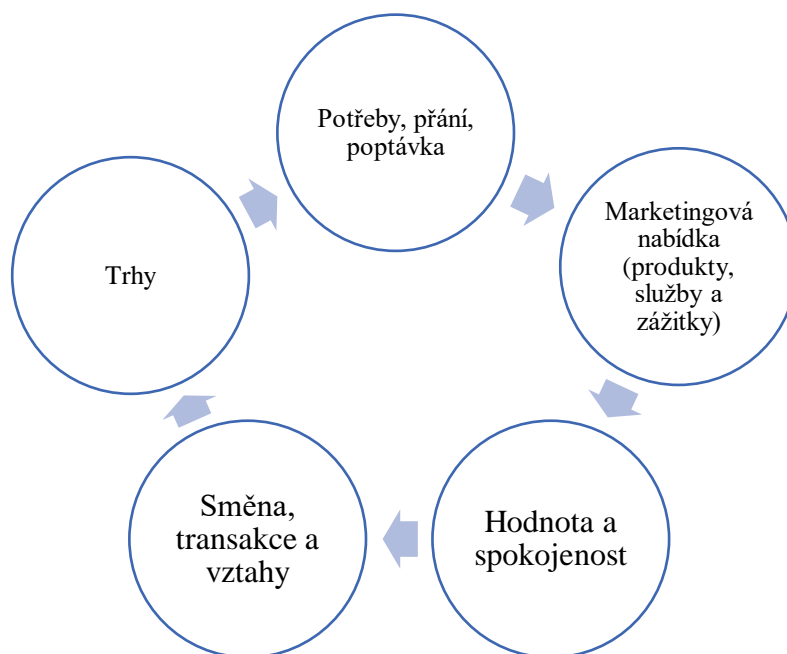 Potřeby, přání,
poptávka
Marketingová
nabídka
(produkty,
služby a
zážitky)
Hodnota a
spokojenost
Směna,
transakce a
vztahy
Trhy